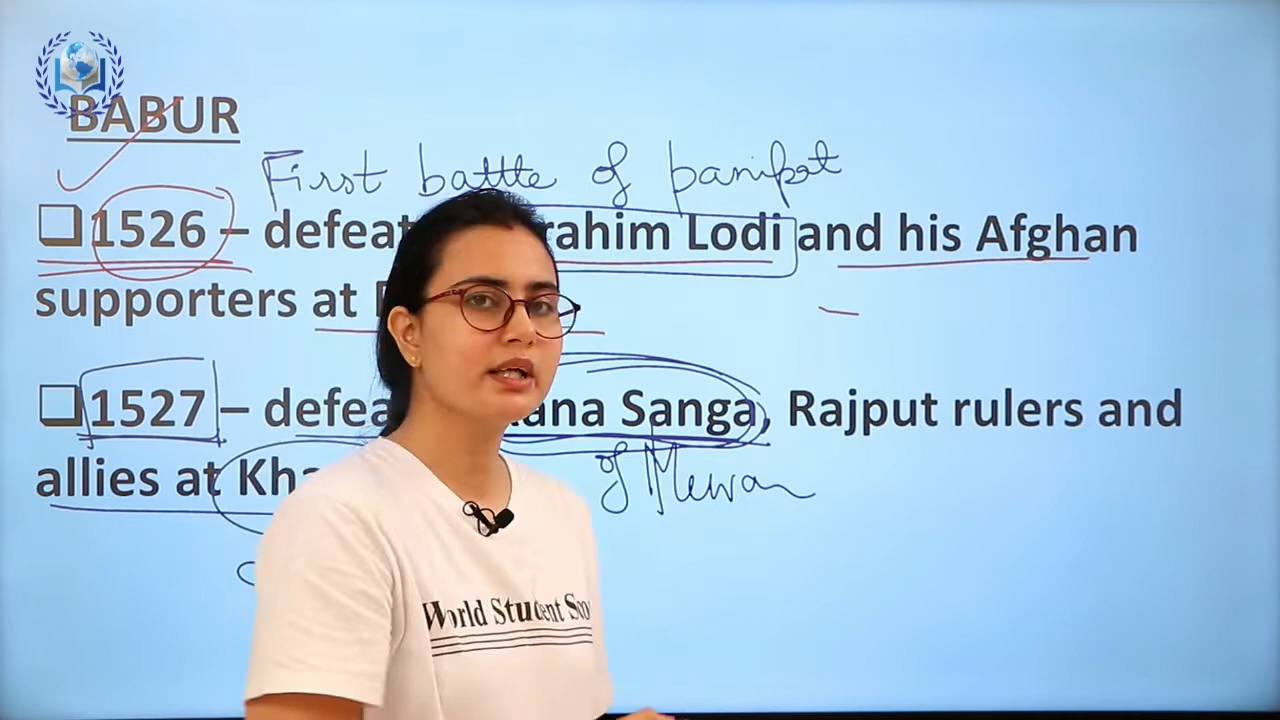 BABUR
First battle of panipat
1526 – defeat rahim Lodi and his Afghan
supporters at
1527 – defea ana Sanga, Rajput rulers and
allies at Kha
of Mewar
World Student So